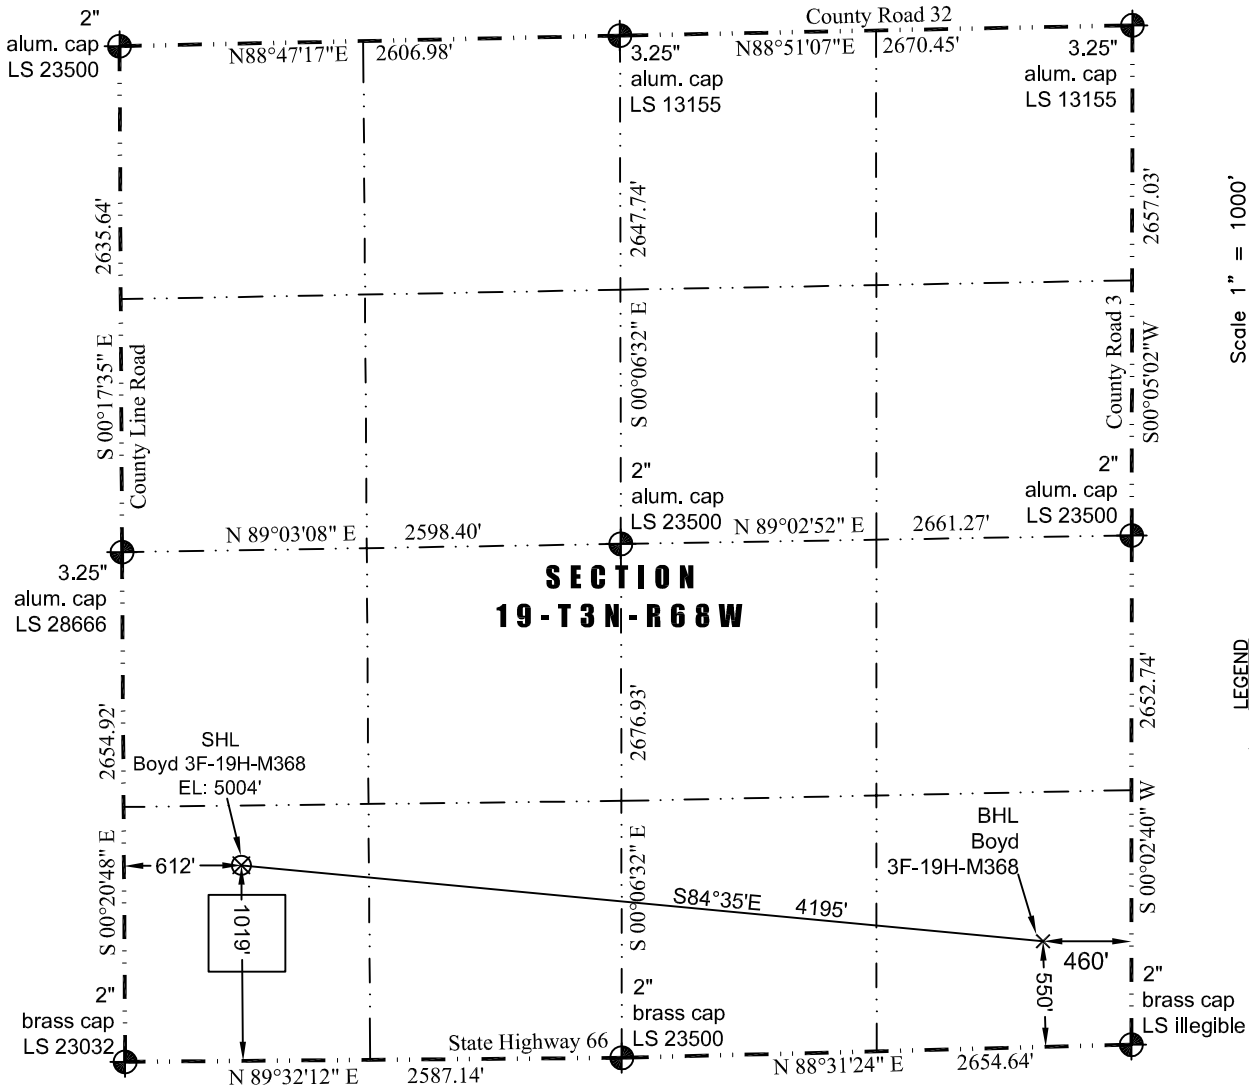 County Road 32
2"
alum. cap
LS 23500
N88°47'17"E 2606.98'
3.25"
alum. cap
LS 13155
N88°51'07"E 2670.45'
3.25"
alum. cap
LS 13155
2635.64'
2647.74'
2657.03'
Scale 1" = 1000'
S 00°17'35" E
County Line Road
S 00°06'32" E
County Road 3
S00°05'02"W
2"
alum. cap
LS 23500
2"
alum. cap
LS 23500
N 89°03'08" E 2598.40'
N 89°02'52" E 2661.27'
3.25"
alum. cap
LS 28666
SECTION
19-T3N-R68W
2654.92'
2676.93'
2652.74'
LEGEND
SHL
Boyd 3F-19H-M368
EL: 5004'
BHL
Boyd
3F-19H-M368
S 00°20'48" E
612'
1019'
S 00°06'32" E
S84°35'E 4195'
S 00°02'40" W
460'
550'
2"
brass cap
LS 23032
2"
brass cap
LS 23500
2"
brass cap
LS illegible
State Highway 66
N 89°32'12" E 2587.14'
N 88°31'24" E 2654.64'